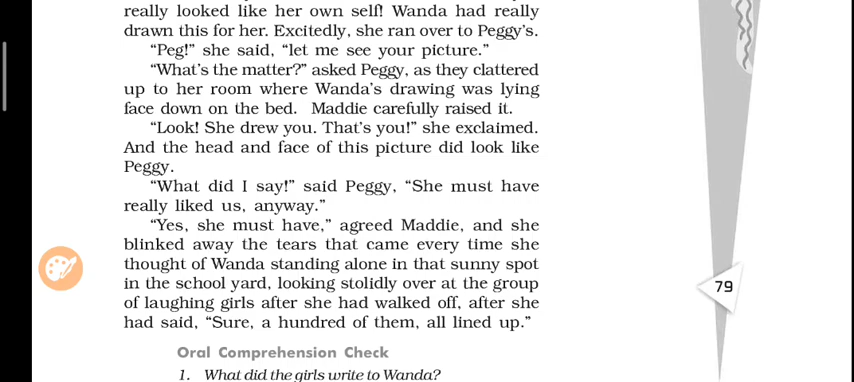 really looked like her own self! Wanda had really
drawn this for her. Excitedly, she ran over to Peggy's.
“Peg!” she said, “let me see your picture.”
“What's the matter?” asked Peggy, as they clattered
up to her room where Wanda's drawing was lying
face down on the bed. Maddie carefully raised it.
“Look! She drew you. That's you!” she exclaimed.
And the head and face of this picture did look like
Peggy.
“What did I say!” said Peggy, “She must have
really liked us, anyway.”
“Yes, she must have,” agreed Maddie, and she
blinked away the tears that came every time she
thought of Wanda standing alone in that sunny spot
in the school yard, looking stolidly over at the group
of laughing girls after she had walked off, after she
had said, “Sure, a hundred of them, all lined up.”
79
Oral Comprehension Check
1. What did the girls write to Wanda?